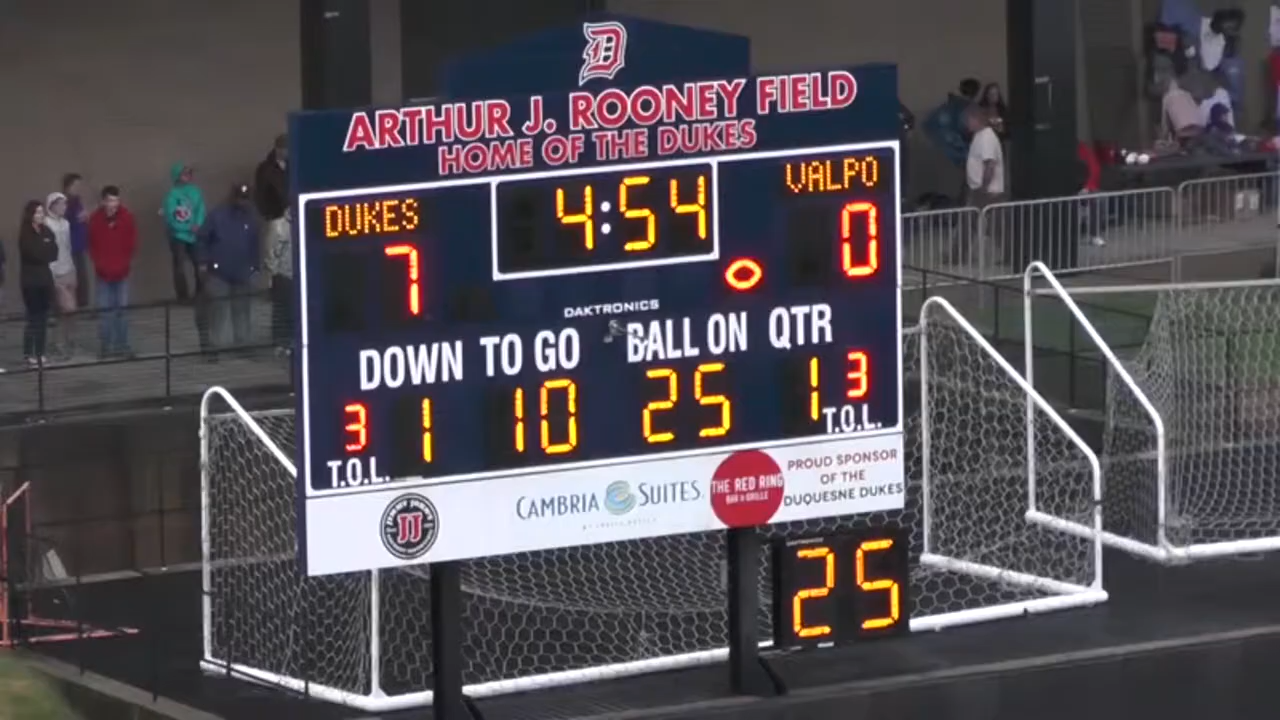 D
ARTHUR J. ROONEY FIELD
HOME OF THE DUKES
DUKES 4:54 VALPO
7 0
DAKTRONICS
DOWN TO GO BALL ON QTR
3 1 10 25 1 3
T.O.L. T.O.L.
JJ
CAMBRIA SUITES
THE RED RING
BAR & GRILLE
PROUD SPONSOR
OF THE
DUQUESNE DUKES
25